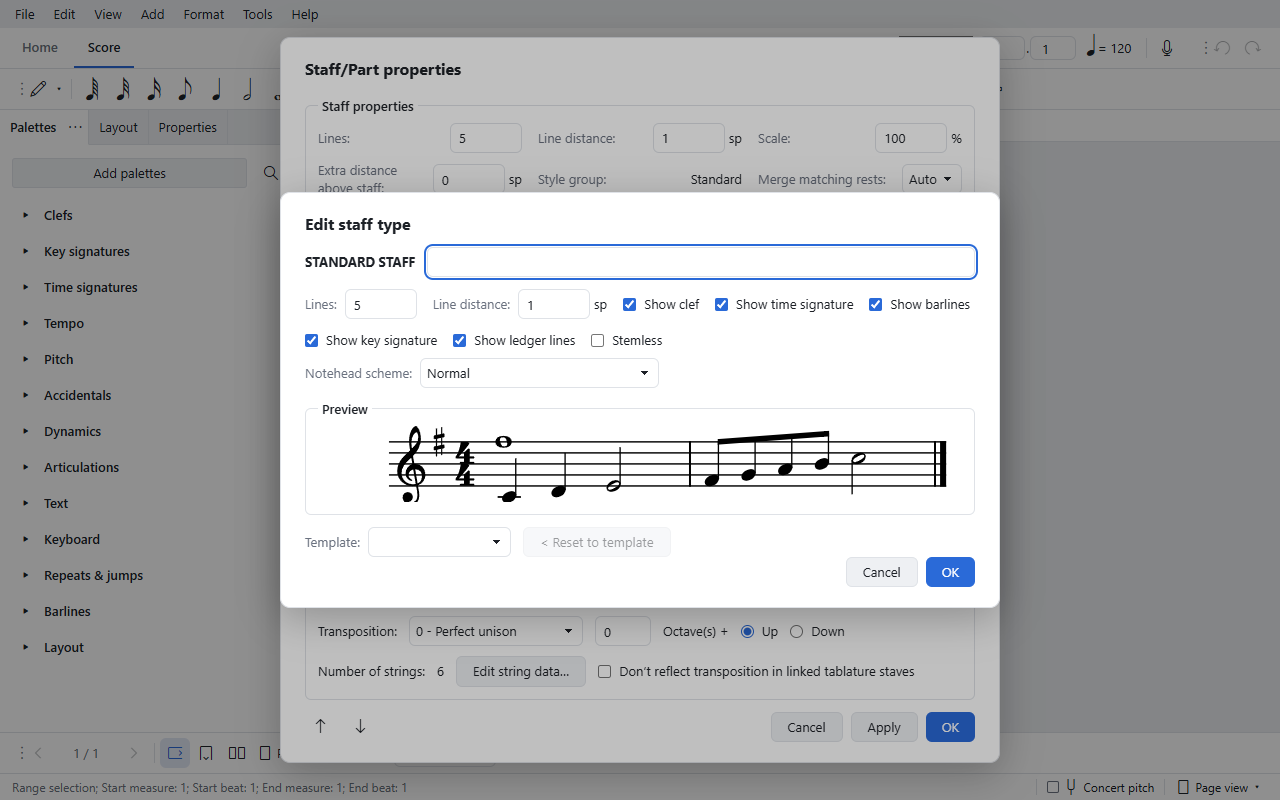 File Edit View Add Format Tools Help
Home Score
. 1 = 120
Palettes Layout Properties
Add palettes
Clefs
Key signatures
Time signatures
Tempo
Pitch
Accidentals
Dynamics
Articulations
Text
Keyboard
Repeats & jumps
Barlines
Layout
Staff/Part properties
Staff properties
Lines: 5 Line distance: 1 sp Scale: 100 %
Extra distance
above staff: 0 sp Style group: Standard Merge matching rests: Auto
Edit staff type
STANDARD STAFF
Lines: 5 Line distance: 1 sp Show clef Show time signature Show barlines
Show key signature Show ledger lines Stemless
Notehead scheme: Normal
Preview
4
4
Template: < Reset to template
Cancel OK
Transposition: 0 - Perfect unison 0 Octave(s) + Up Down
Number of strings: 6 Edit string data... Don't reflect transposition in linked tablature staves
Cancel Apply OK
1 / 1
Range selection; Start measure: 1; Start beat: 1; End measure: 1; End beat: 1
Concert pitch Page view